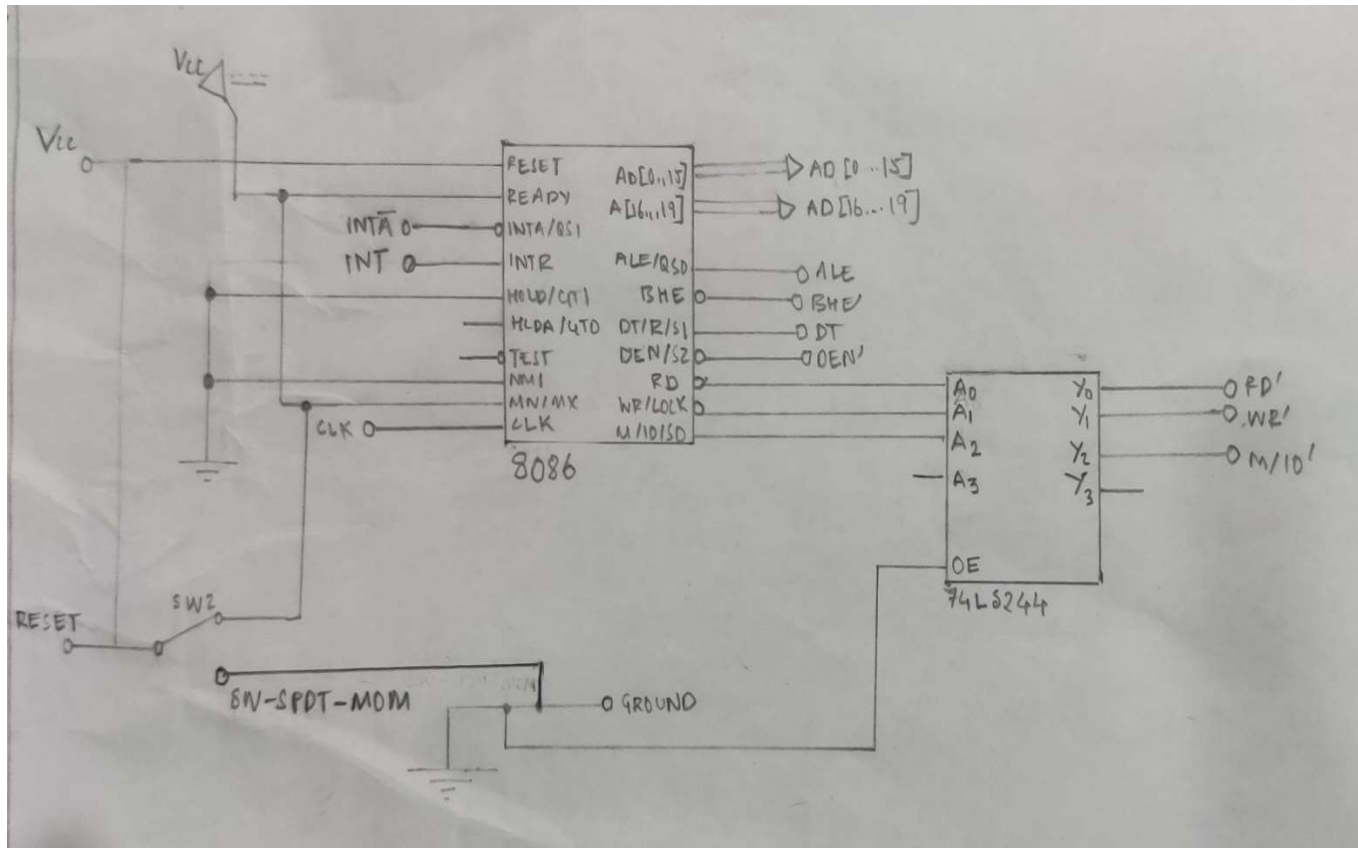 Vcc
Vcc
RESET
READY
INTA/QS1
INTR
HOLD/GT1
HLDA/GT0
TEST
NMI
MN/MX
CLK
AD[0..15]
A[16..19]
ALE/QS0
BHE
DT/R/S1
DEN/S2
RD
WR/LOCK
M/IO/S0
8086
INTA̅
INT
CLK
AD[0..15]
AD[16...19]
ALE
BHE'
DT
DEN'
A0
A1
A2
A3
OE
Y0
Y1
Y2
Y3
74LS244
RD'
WR'
M/IO'
RESET
SW2
SW-SPDT-MOM
GROUND